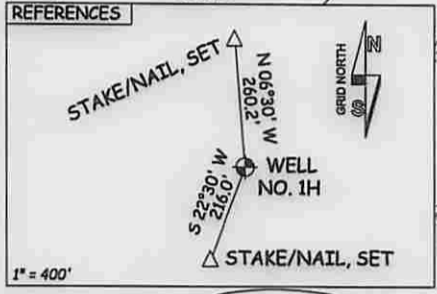 REFERENCES
STAKE/NAIL, SET
N 06°30' W
260.2'
GRID NORTH
N
S
WELL
NO. 1H
S 22°30' W
216.0'
STAKE/NAIL, SET
1" = 400'